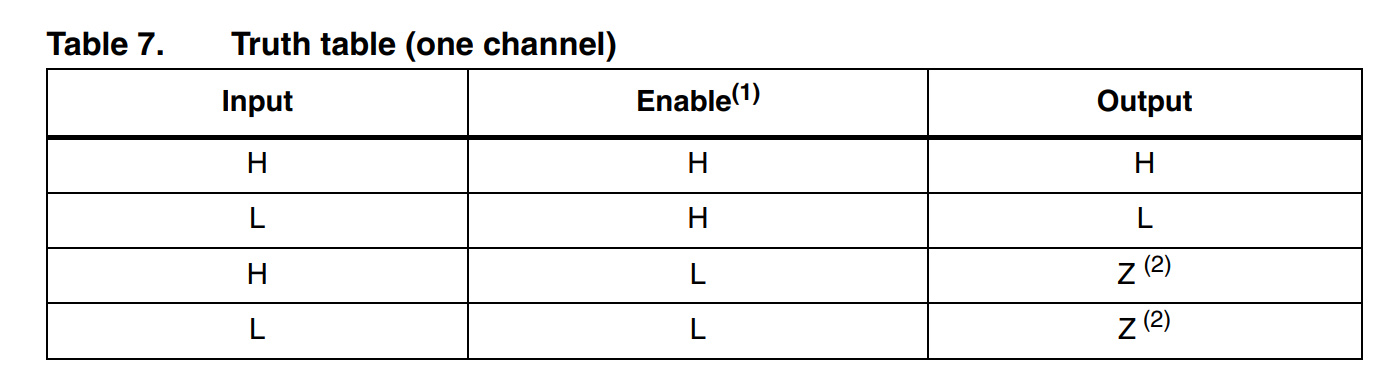 Table 7. Truth table (one channel)
Input Enable(1) Output
H H H
L H L
H L Z (2)
L L Z (2)